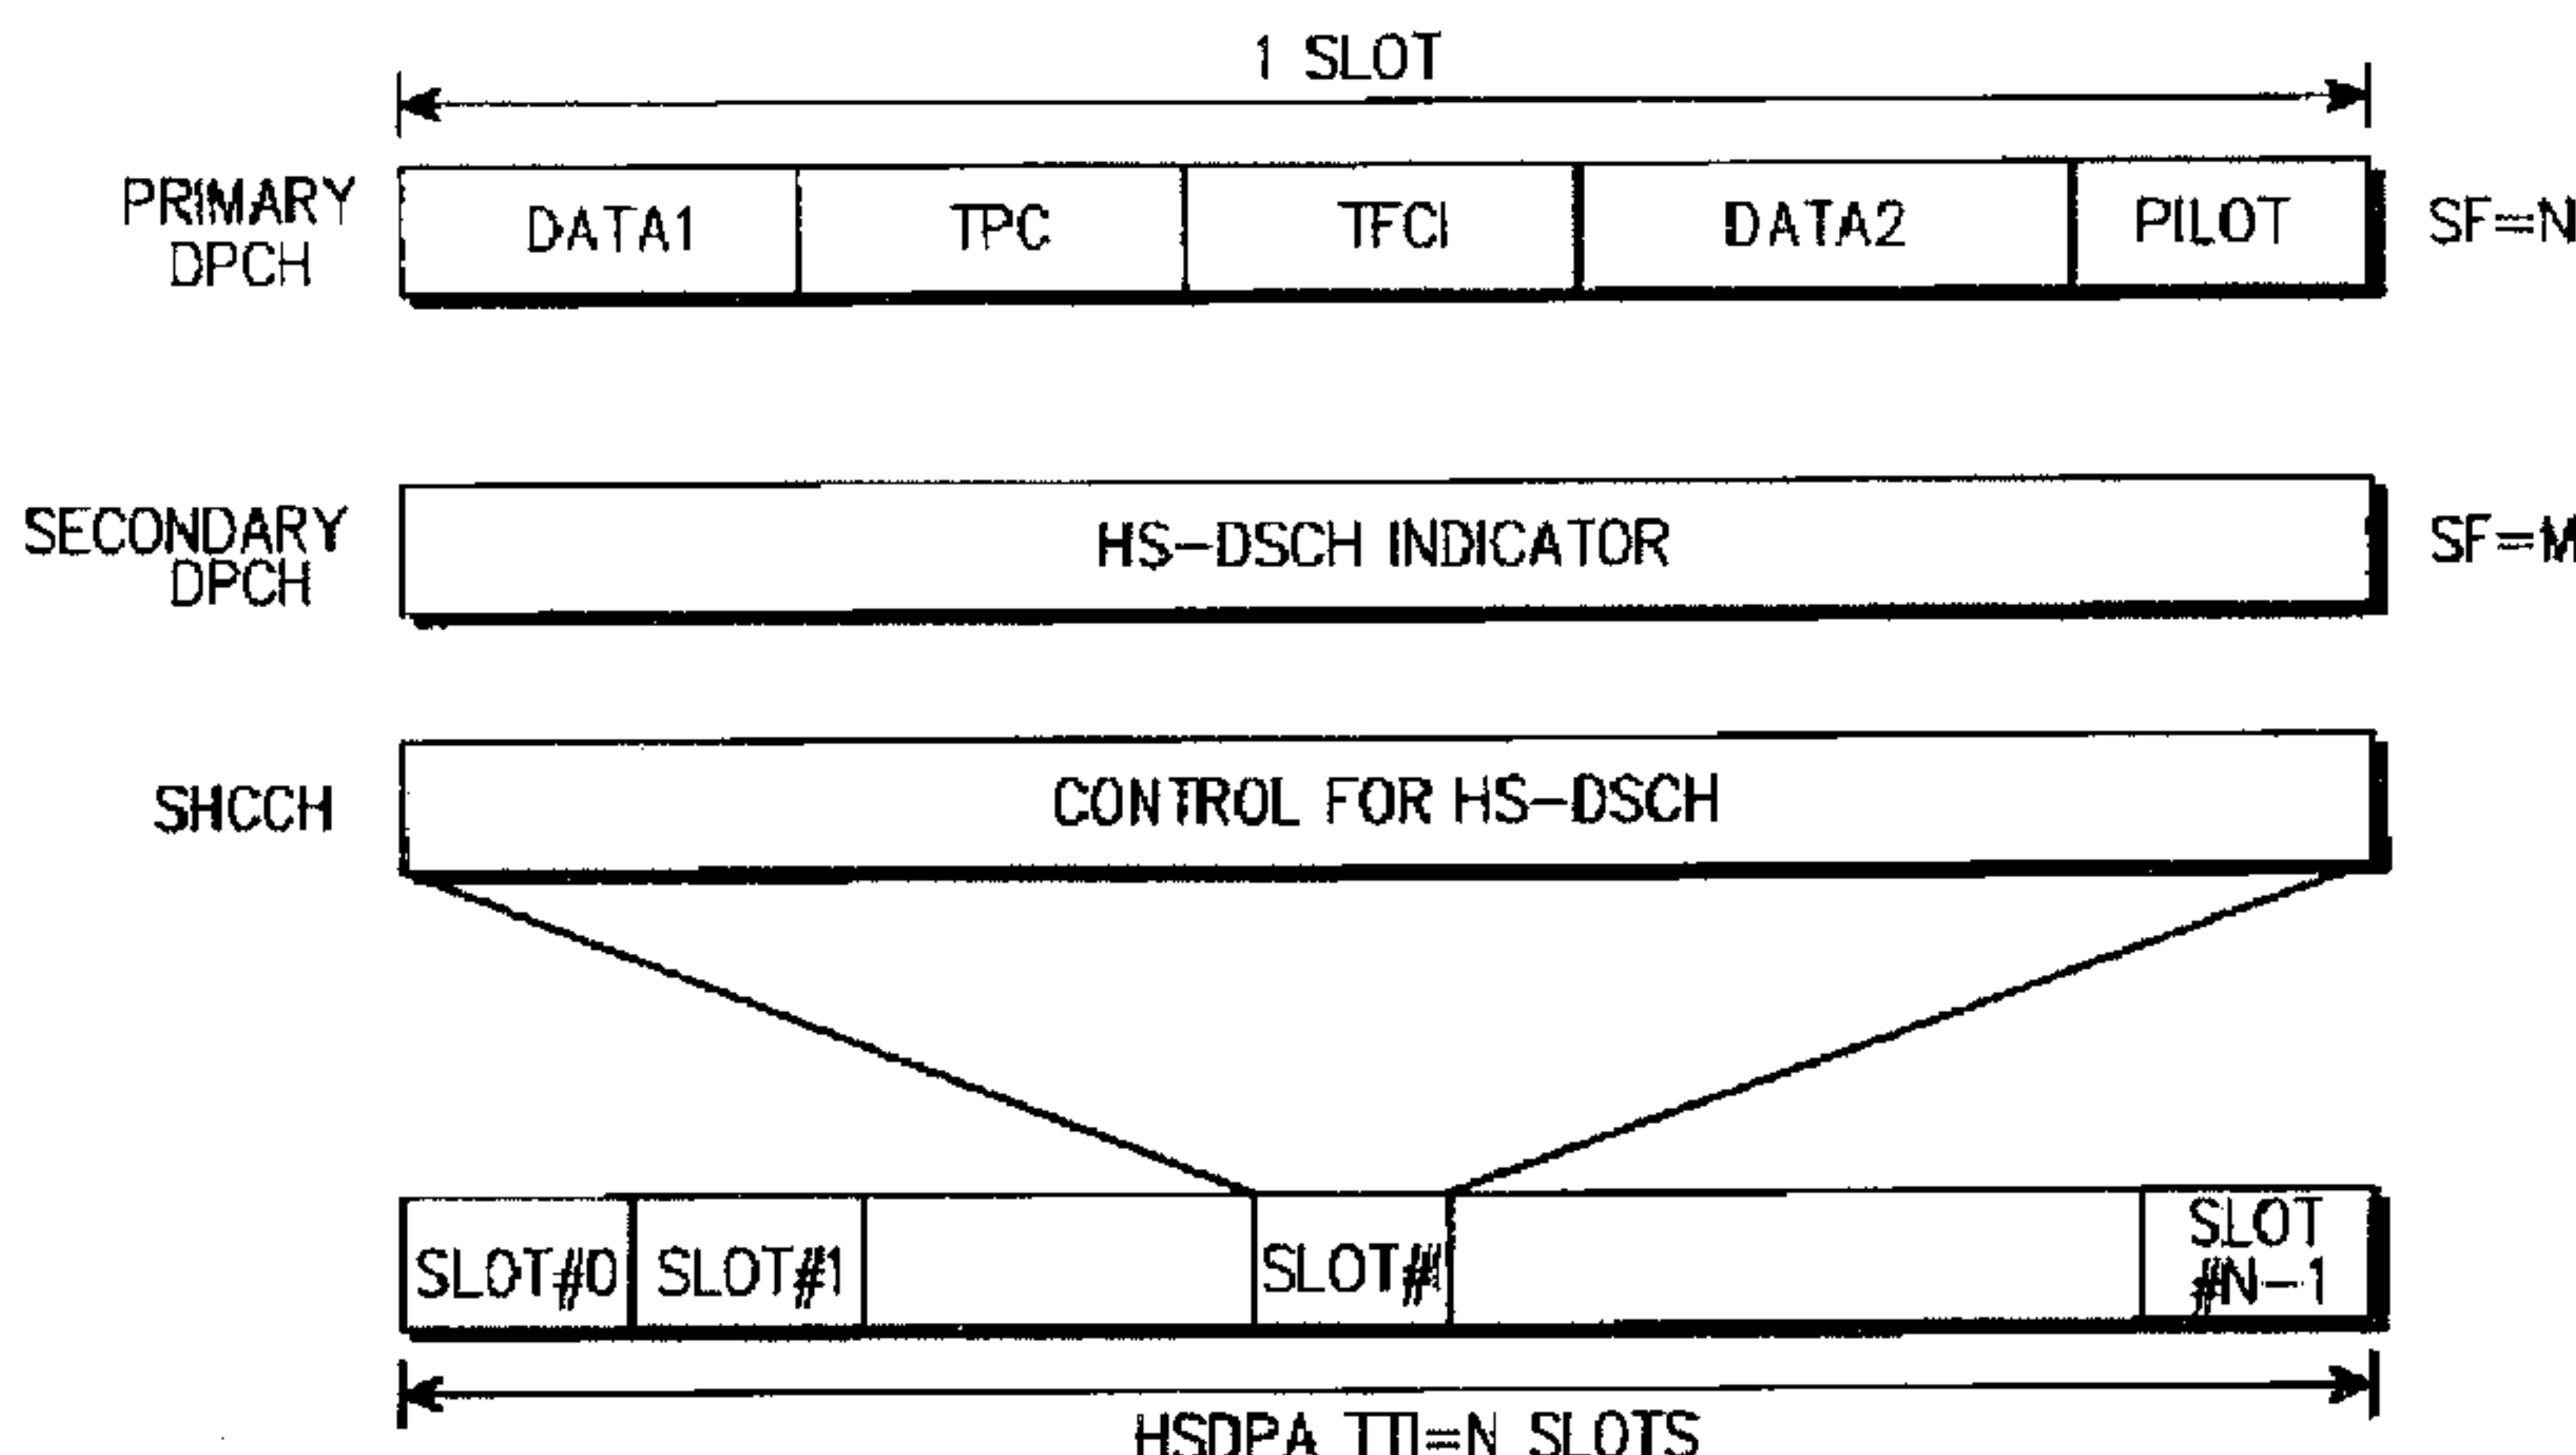 1 SLOT
PRIMARY
DPCH
DATA1 TPC TFCI DATA2 PILOT SF=N
SECONDARY
DPCH
HS-DSCH INDICATOR SF=M
SHCCH CONTROL FOR HS-DSCH
SLOT#0 SLOT#1 SLOT#i SLOT
#N-1
HSDPA TTI=N SLOTS